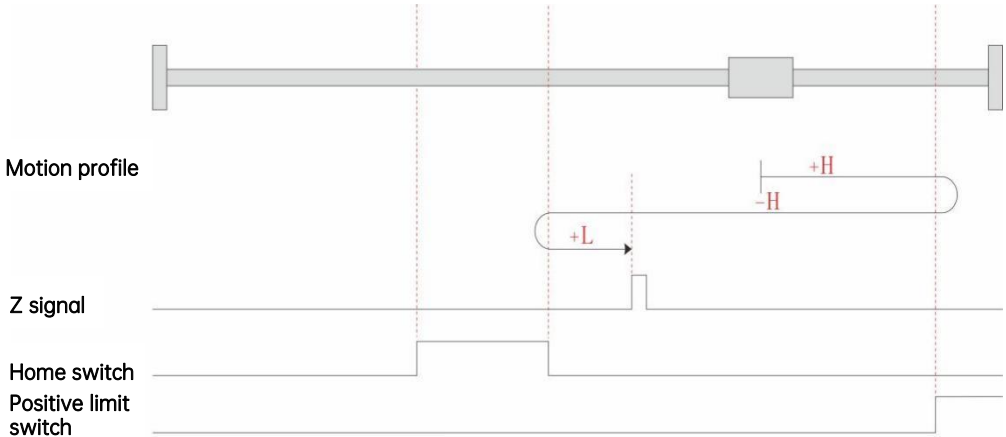 Motion profile
+H
-H
+L
Z signal
Home switch
Positive limit
switch